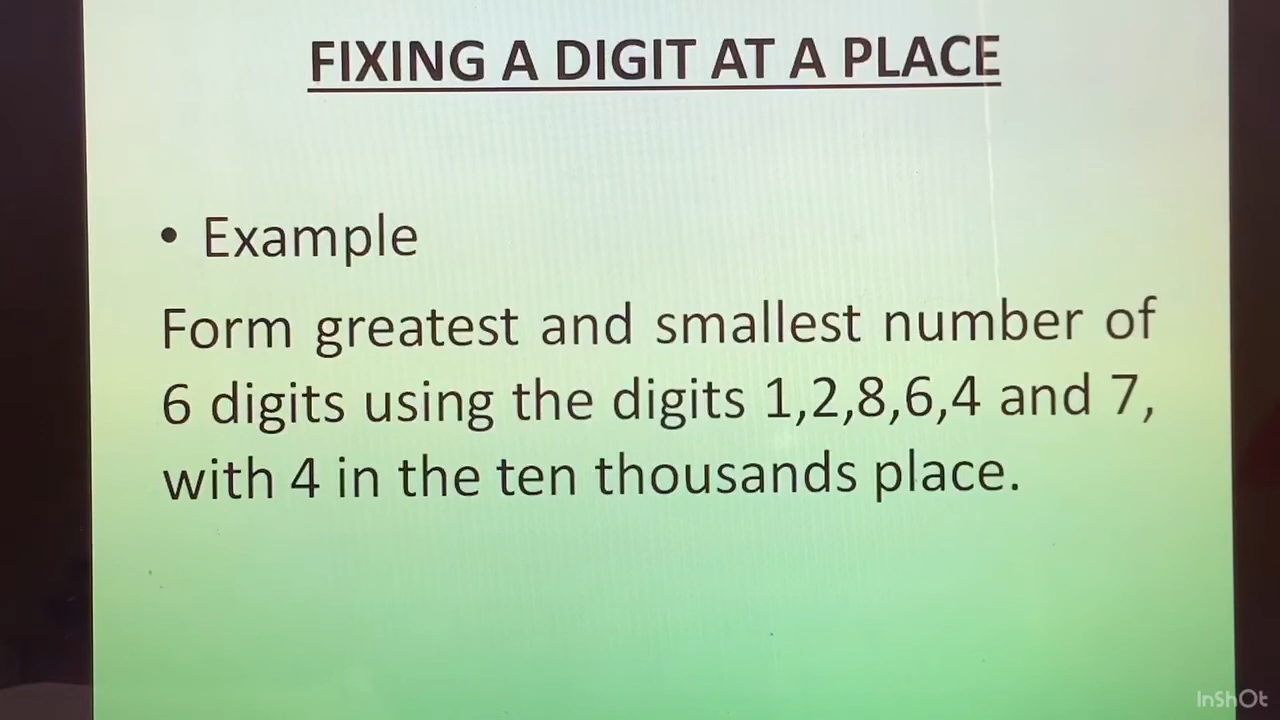 FIXING A DIGIT AT A PLACE
• Example
Form greatest and smallest number of
6 digits using the digits 1,2,8,6,4 and 7,
with 4 in the ten thousands place.
InShOt